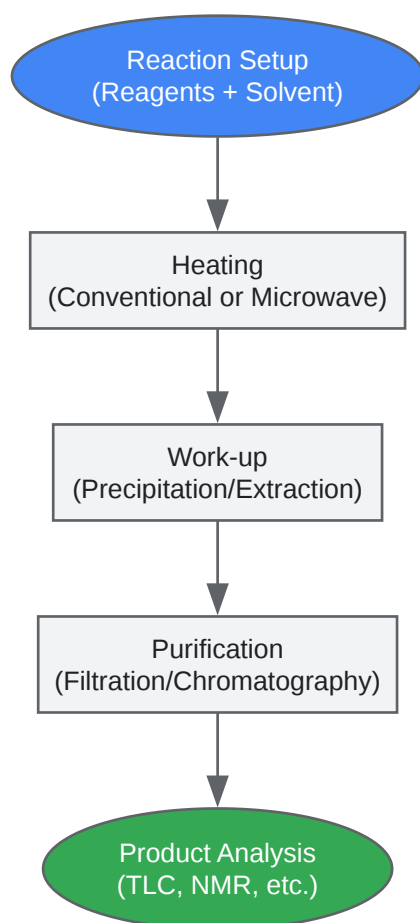 Reaction Setup
(Reagents + Solvent)
Heating
(Conventional or Microwave)
Work-up
(Precipitation/Extraction)
Purification
(Filtration/Chromatography)
Product Analysis
(TLC, NMR, etc.)